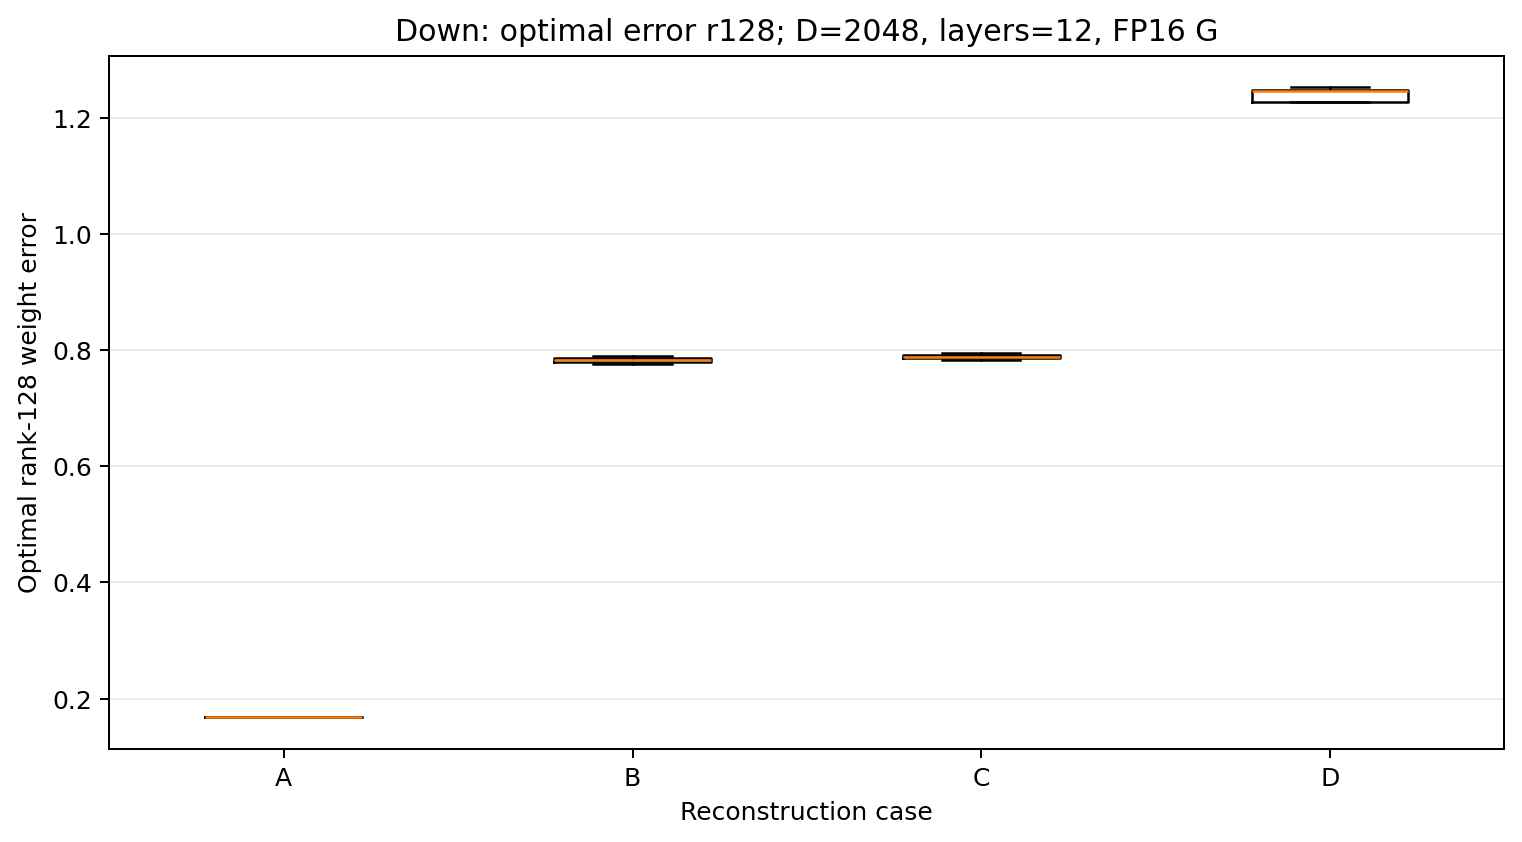 Down: optimal error r128; D=2048, layers=12, FP16 G
Optimal rank-128 weight error
1.2
1.0
0.8
0.6
0.4
0.2
A B C D
Reconstruction case